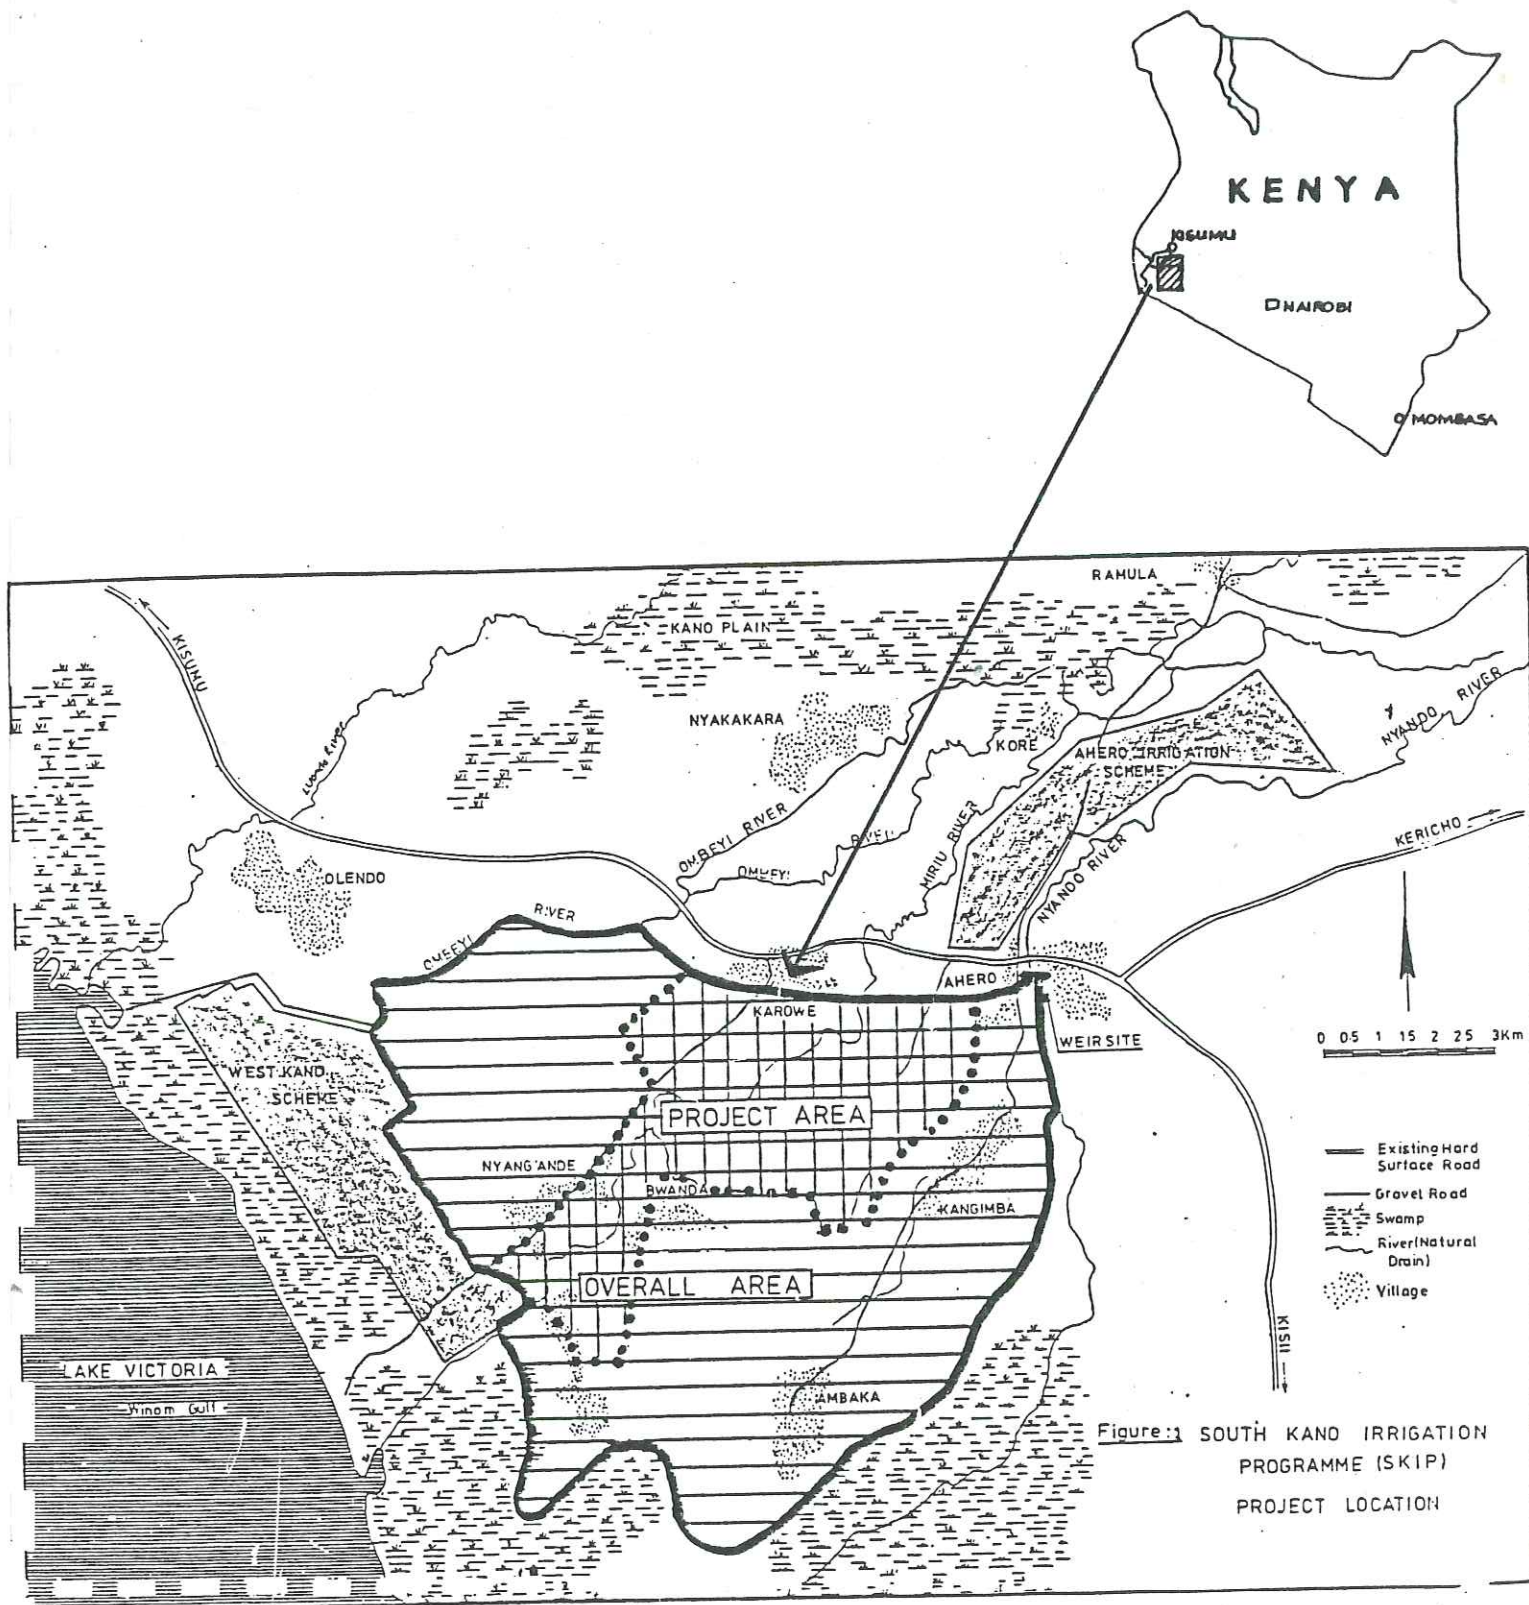 KENYA
KISUMU
NAIROBI
MOMBASA
RAMULA
KANO PLAIN
KISUMU
NYAKAKARA
KORE
NYANDO RIVER
AHERO IRRIGATION
SCHEME
OMBEYI RIVER
MIRIU RIVER
NYANDO RIVER
KERICHO
OLENDO
RIVER
AHERO
KAROWE
WEIR SITE
0 0·5 1 15 2 25 3Km
WEST KANO
SCHEKE
PROJECT AREA
Existing Hard
Surface Road
Gravel Road
Swamp
River(Natural
Drain)
Village
NYANG'ANDE
BWANDA
KANGIMBA
OVERALL AREA
KISII
LAKE VICTORIA
Winam Gulf
AMBAKA
Figure:1 SOUTH KANO IRRIGATION
PROGRAMME (SKIP)
PROJECT LOCATION